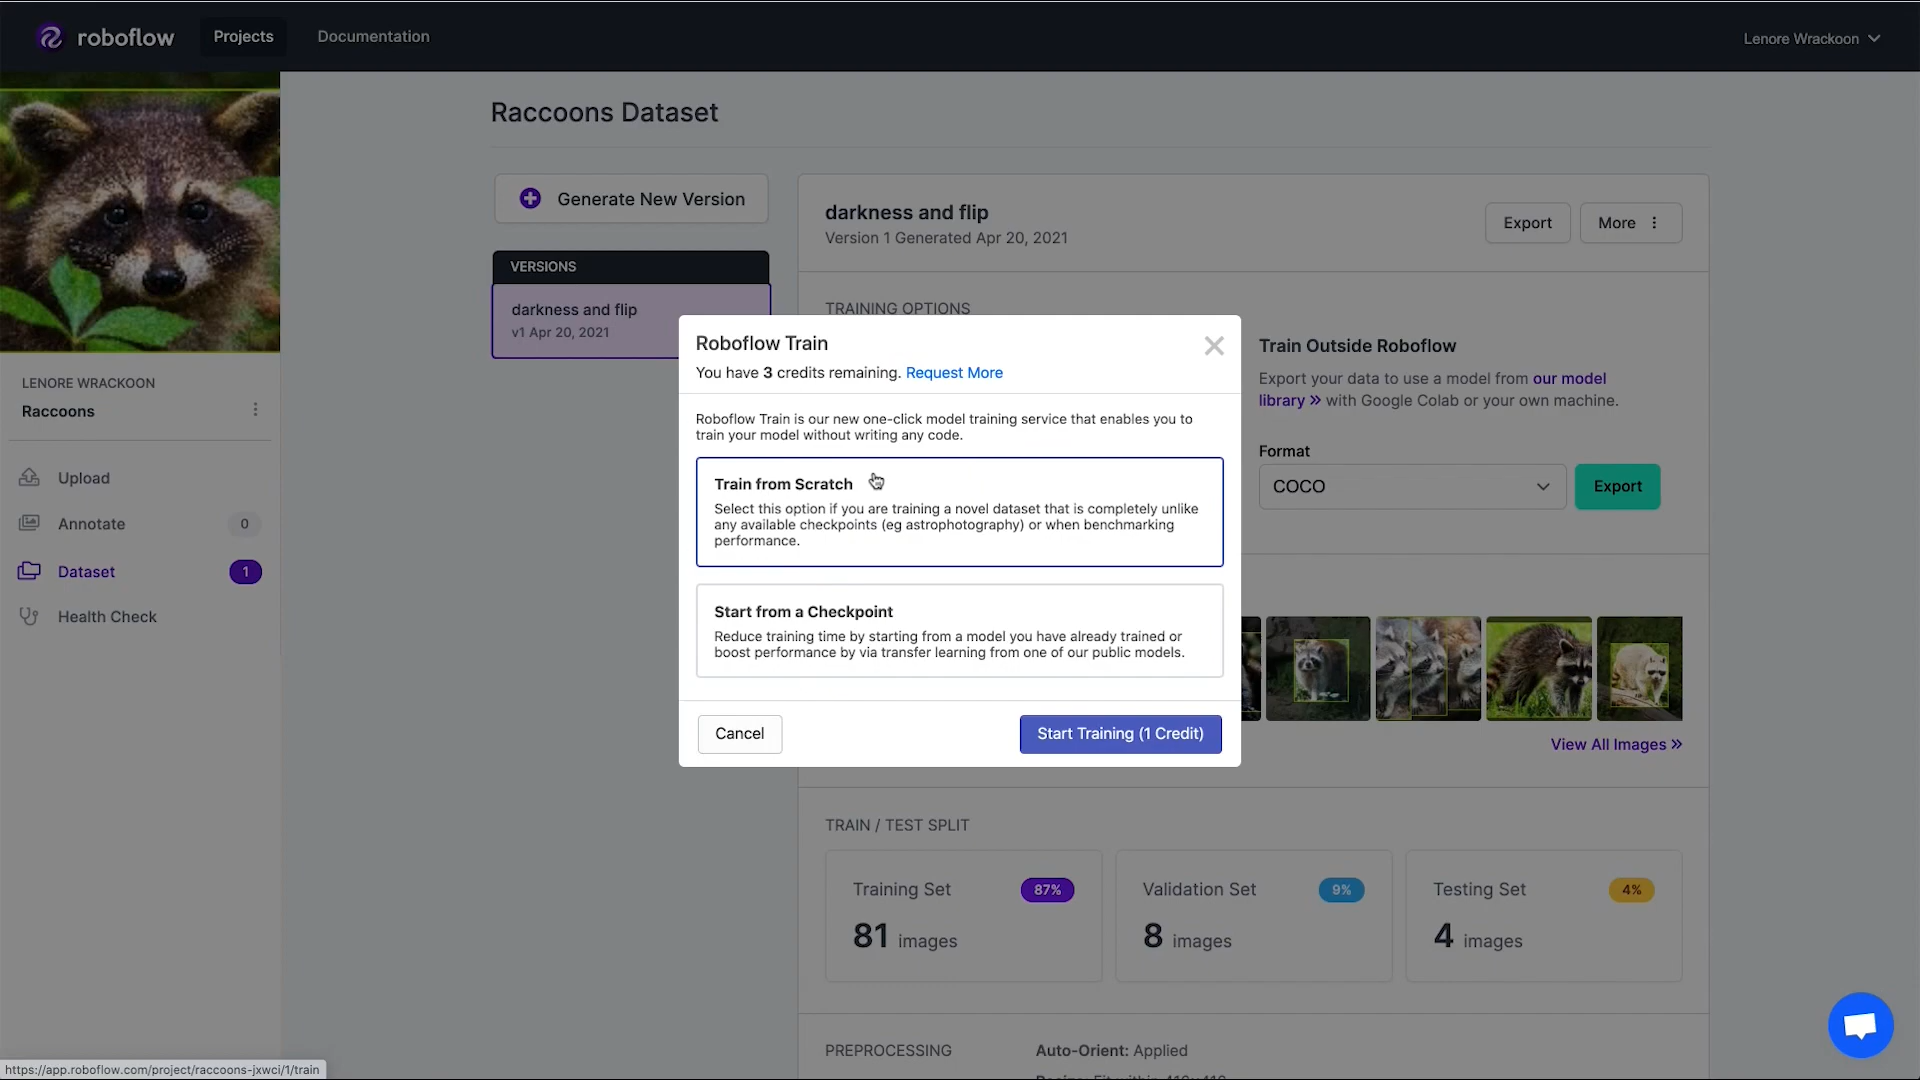 roboflow
Projects
Documentation
Lenore Wrackoon
LENORE WRACKOON
Raccoons
Upload
Annotate
0
Dataset
1
Health Check
Raccoons Dataset
Generate New Version
VERSIONS
darkness and flip
v1 Apr 20, 2021
darkness and flip
Version 1 Generated Apr 20, 2021
Export
More
TRAINING OPTIONS
Train Outside Roboflow
Export your data to use a model from our model
library » with Google Colab or your own machine.
Format
COCO
Export
Roboflow Train
You have 3 credits remaining. Request More
Roboflow Train is our new one-click model training service that enables you to
train your model without writing any code.
Train from Scratch
Select this option if you are training a novel dataset that is completely unlike
any available checkpoints (eg astrophotography) or when benchmarking
performance.
Start from a Checkpoint
Reduce training time by starting from a model you have already trained or
boost performance by via transfer learning from one of our public models.
Cancel
Start Training (1 Credit)
View All Images »
TRAIN / TEST SPLIT
Training Set
87%
81 images
Validation Set
9%
8 images
Testing Set
4%
4 images
PREPROCESSING
Auto-Orient: Applied
https://app.roboflow.com/project/raccoons-jxwci/1/train